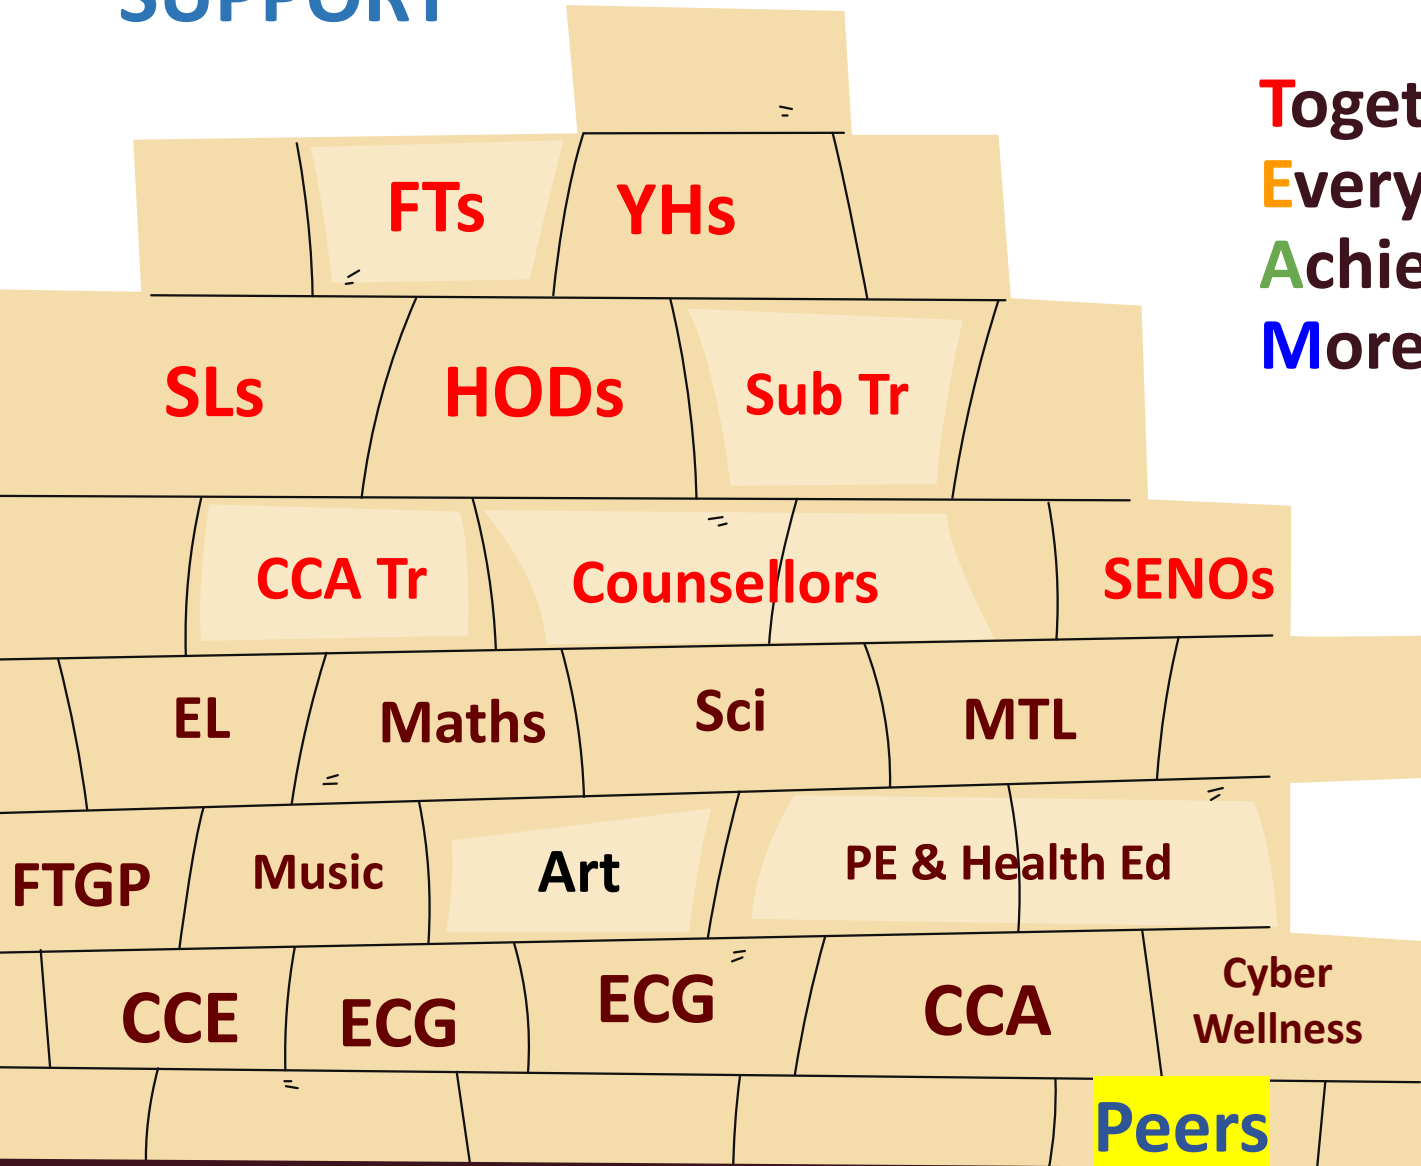 SUPPORT
Toget
Every
Achie
More
FTs YHs
SLs HODs Sub Tr
CCA Tr Counsellors SENOs
EL Maths Sci MTL
FTGP Music Art PE & Health Ed
CCE ECG ECG CCA Cyber
Wellness
Peers